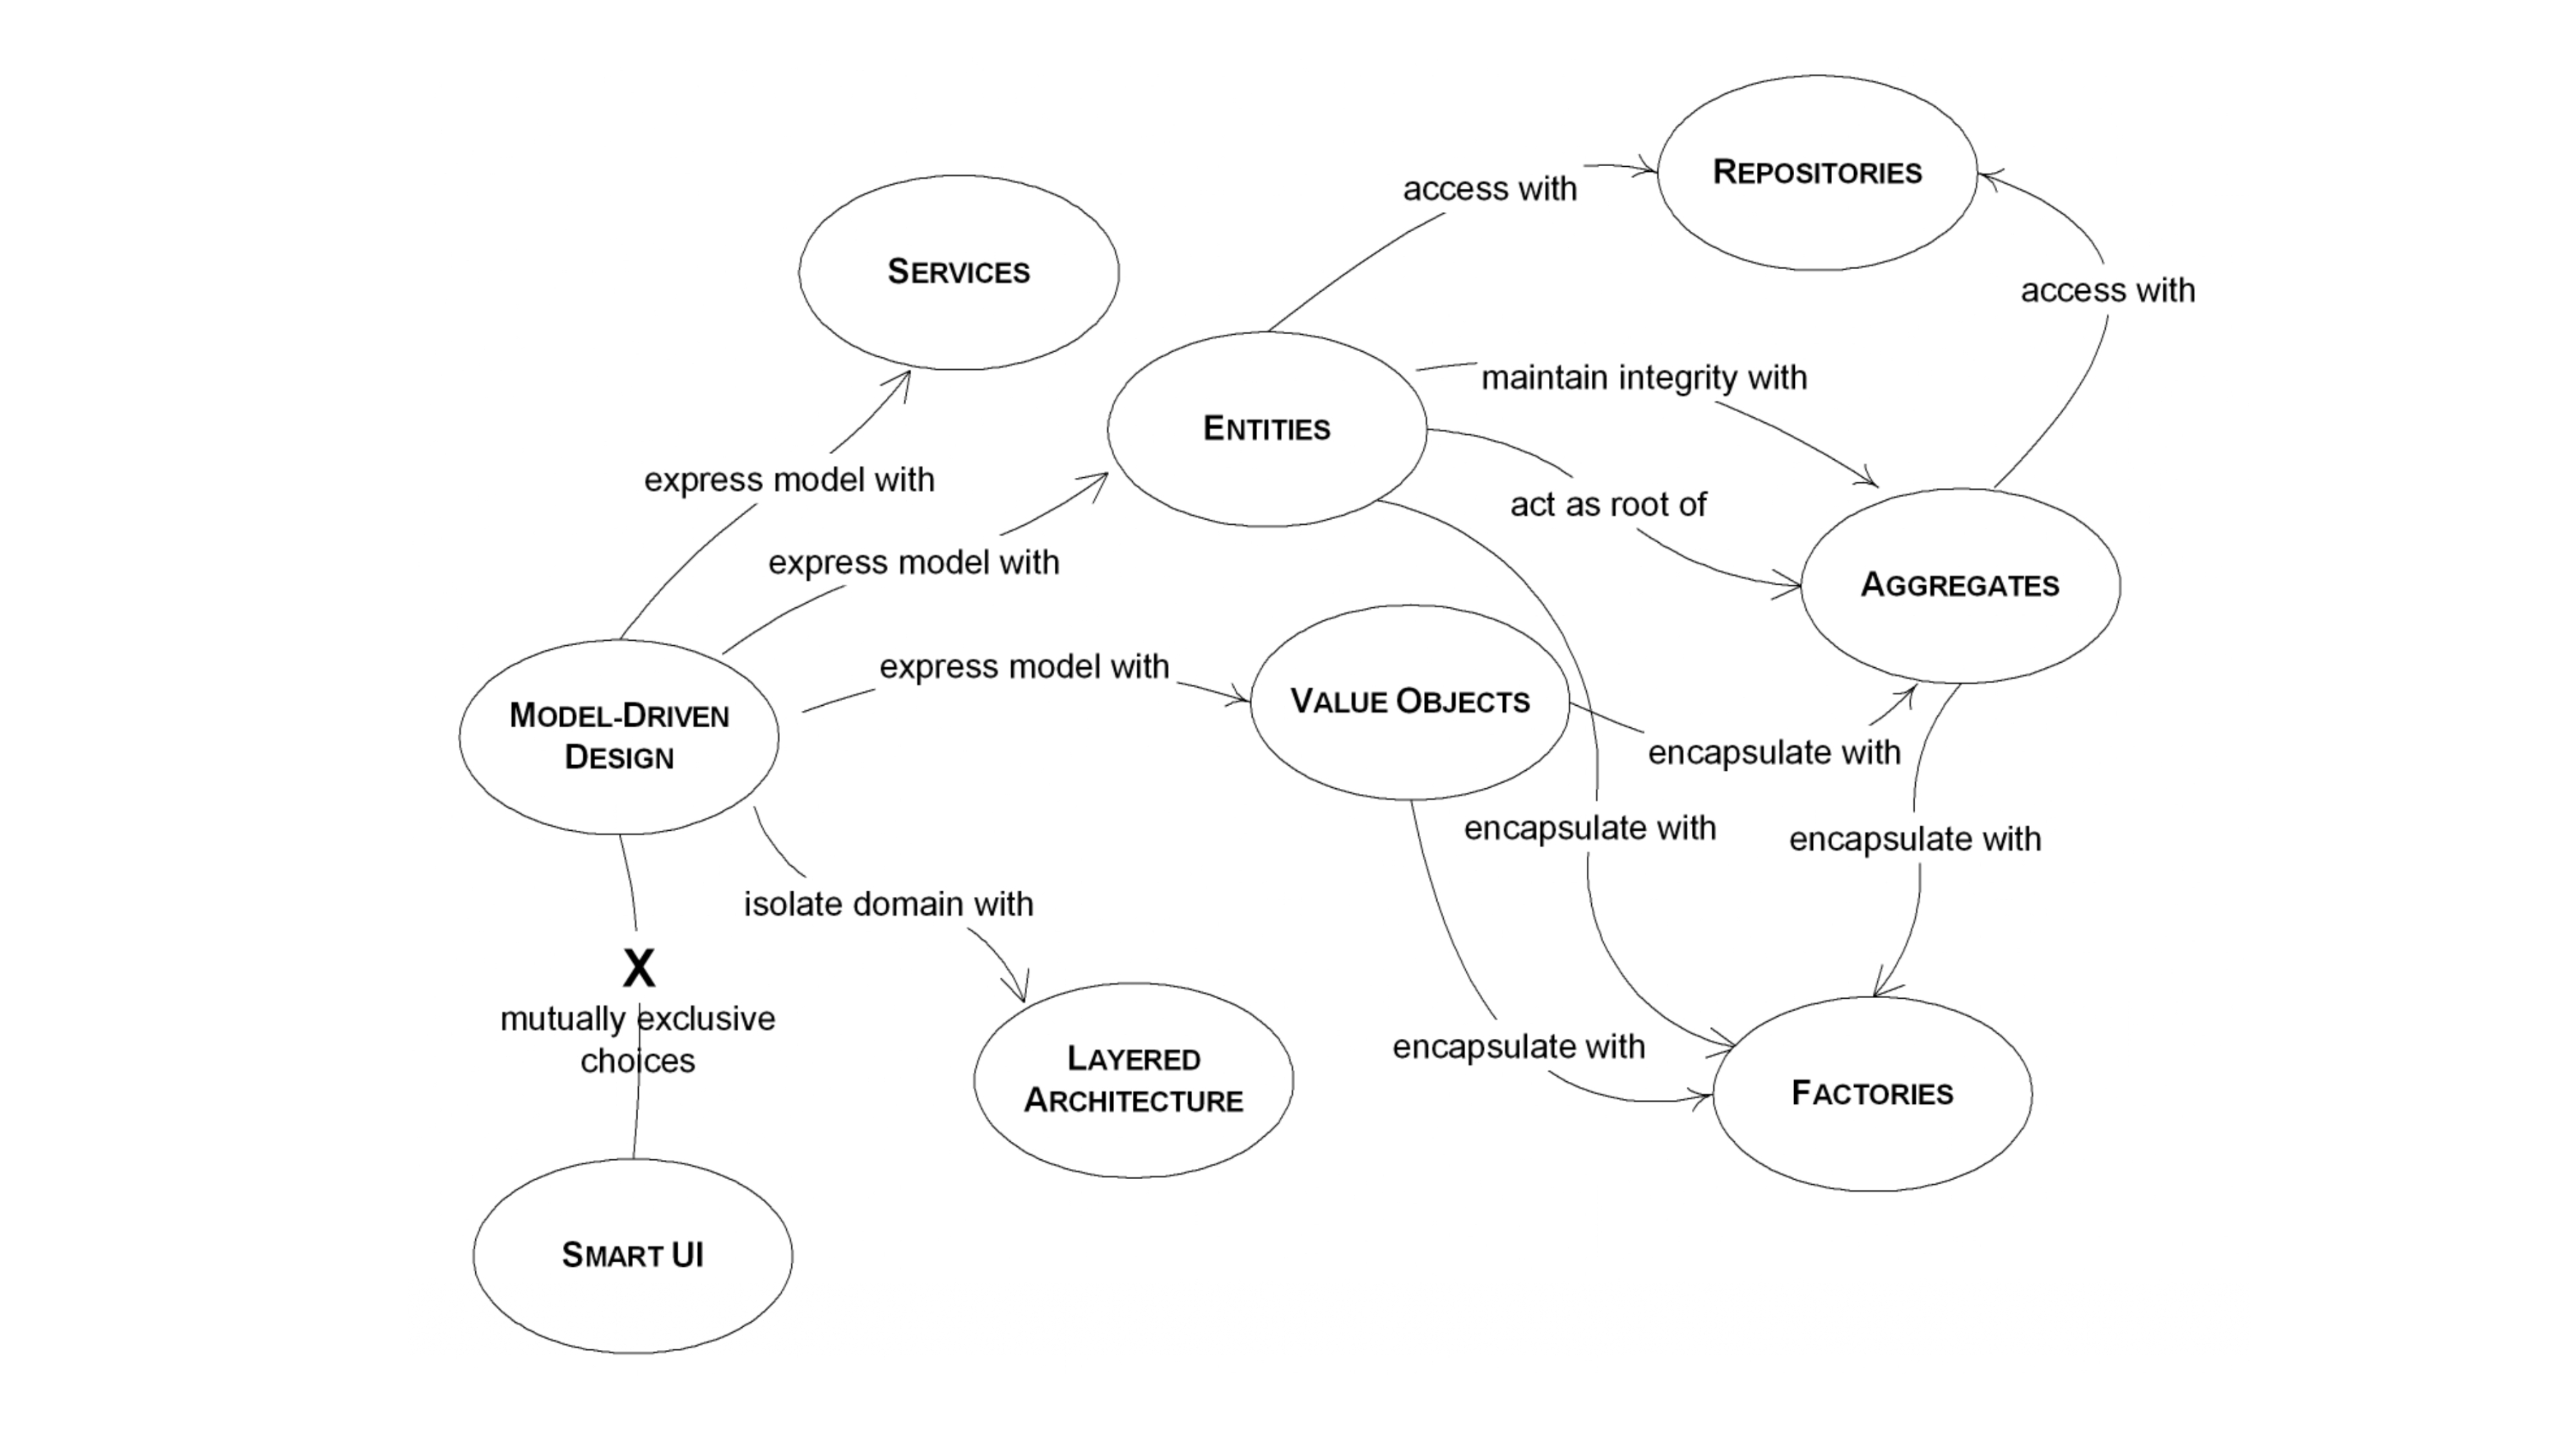 REPOSITORIES
access with
SERVICES
access with
maintain integrity with
ENTITIES
express model with
act as root of
express model with
AGGREGATES
express model with
VALUE OBJECTS
MODEL-DRIVEN
DESIGN
encapsulate with
encapsulate with
encapsulate with
isolate domain with
X
mutually exclusive
choices
encapsulate with
LAYERED
ARCHITECTURE
FACTORIES
SMART UI